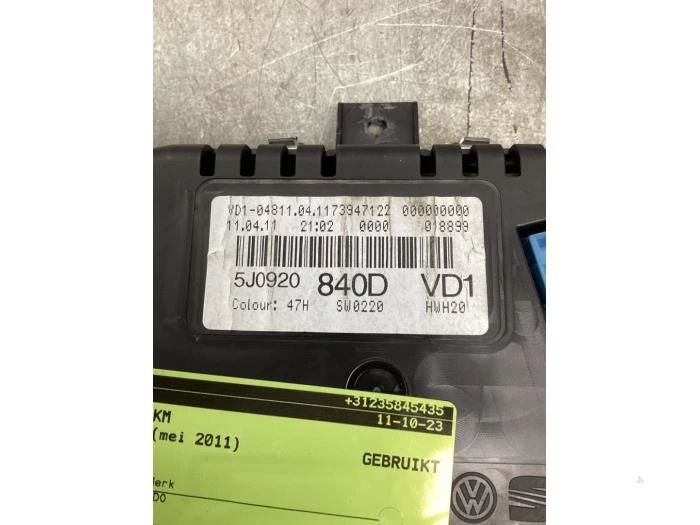 VD1-04811.04.1173947122 000000000
11.04.11 21:02 0000 018899
5J0920 840D VD1
Colour: 47H SW0220 HWH20
+31235845435
KM 11-10-23
(mei 2011)
GEBRUIKT
Merk
DO